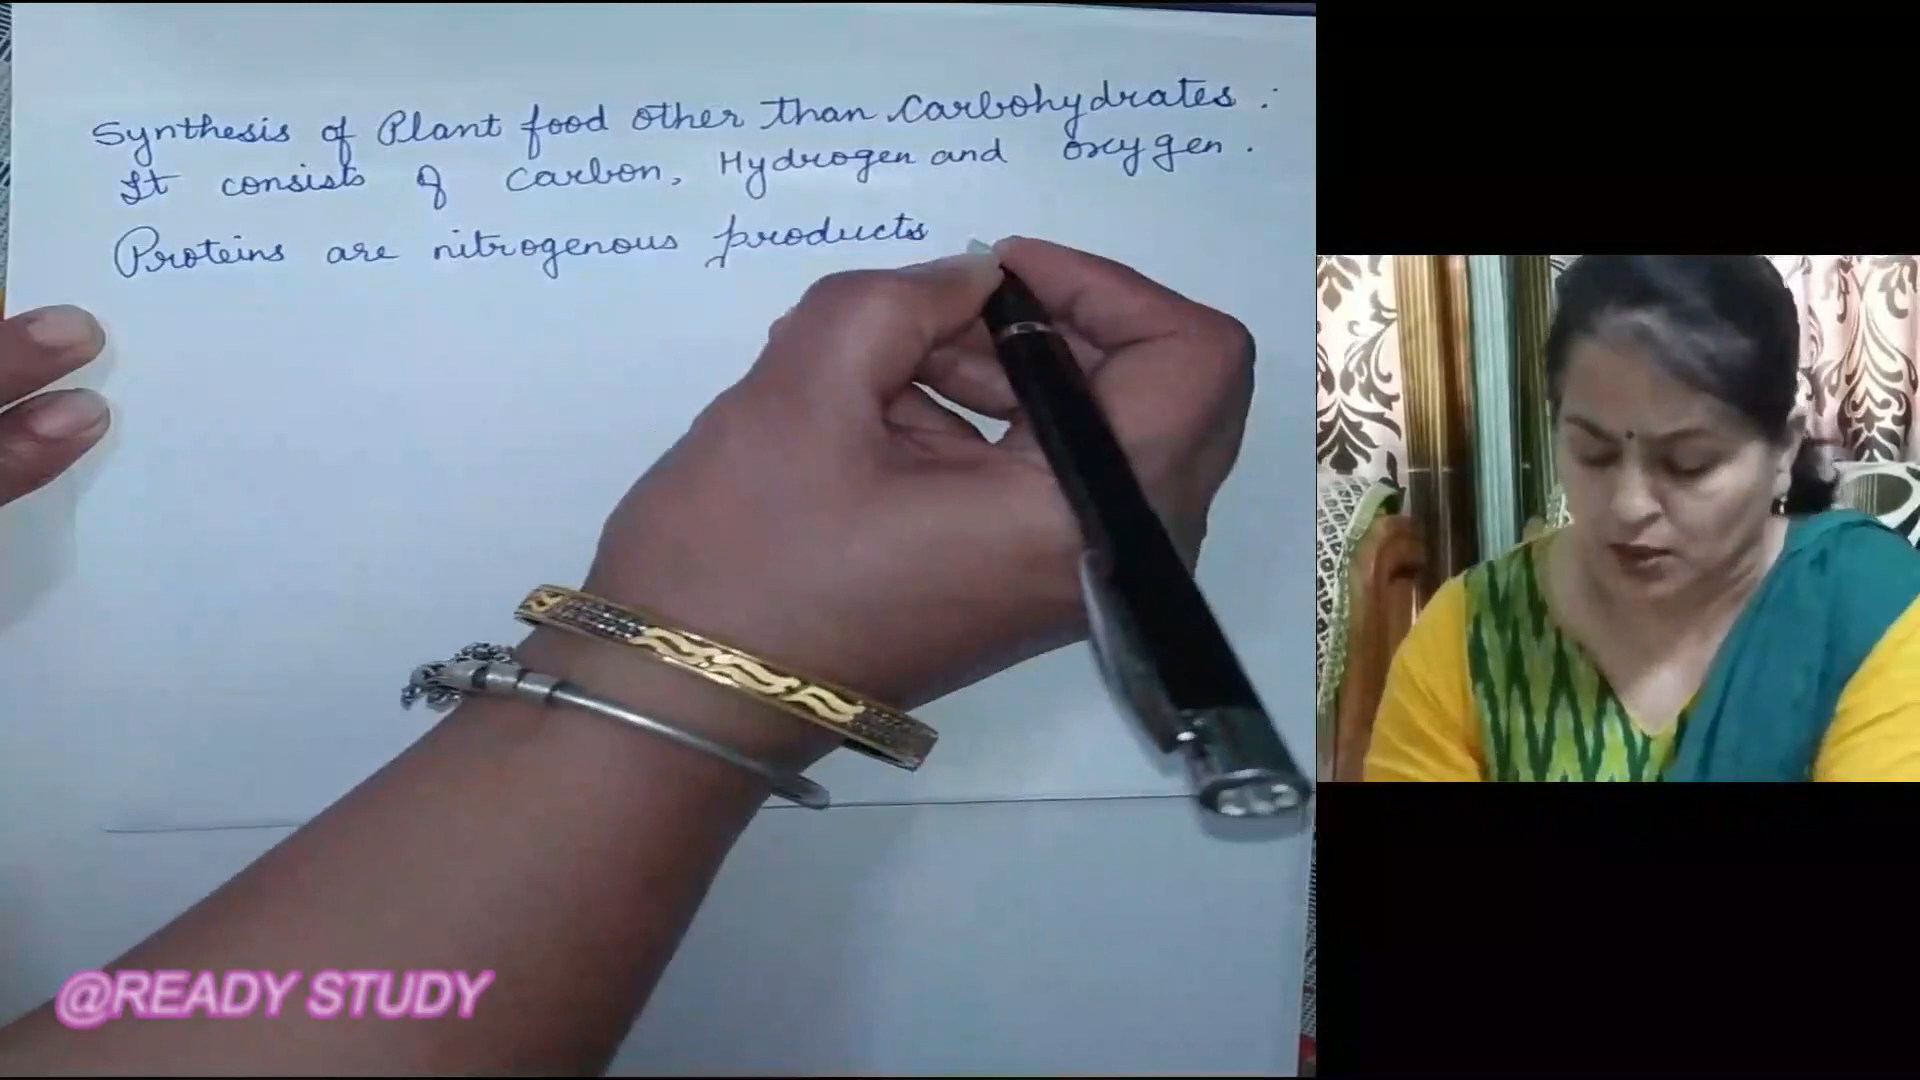 Synthesis of Plant food other than Carbohydrates :
It consists of Carbon, Hydrogen and oxygen.
Proteins are nitrogenous products
@READY STUDY